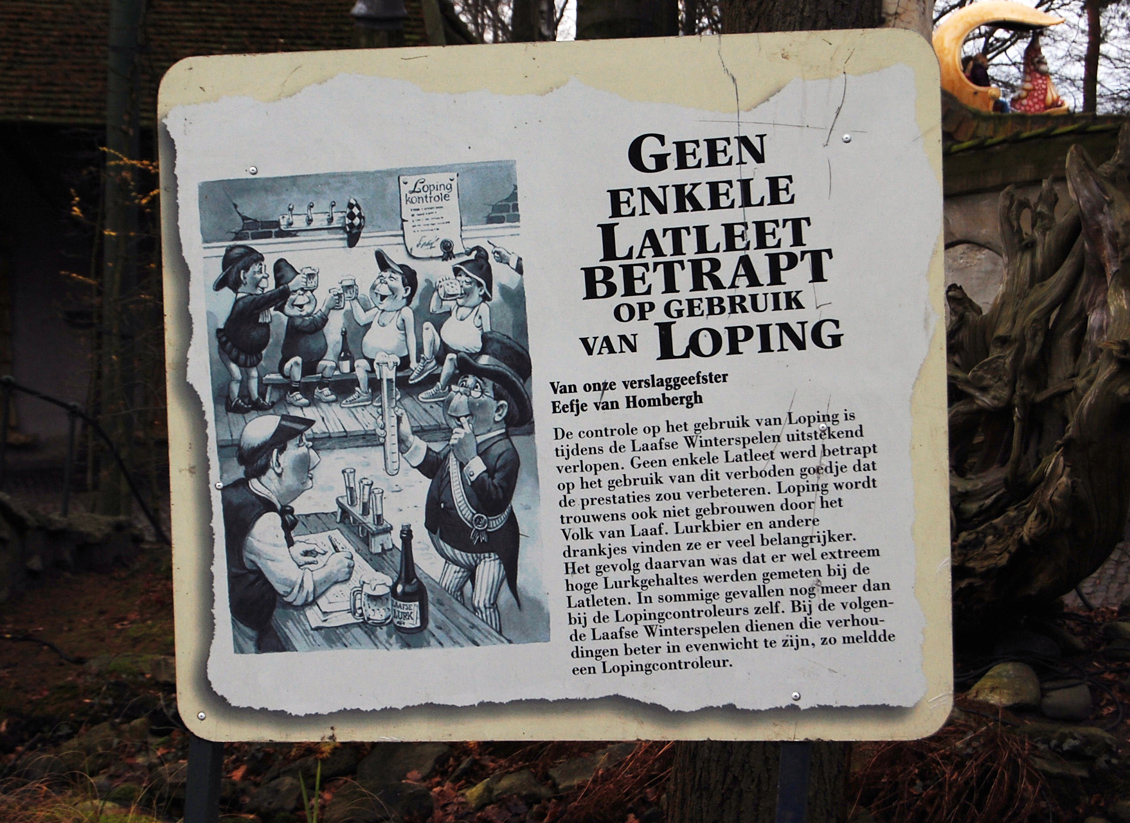 Loping
kontrole
GEEN
ENKELE
LATLEET
BETRAPT
OP GEBRUIK
VAN LOPING
Van onze verslaggeefster
Eefje van Hombergh
De controle op het gebruik van Loping is
tijdens de Laafse Winterspelen uitstekend
verlopen. Geen enkele Latleet werd betrapt
op het gebruik van dit verboden goedje dat
de prestaties zou verbeteren. Loping wordt
trouwens ook niet gebrouwen door het
Volk van Laaf. Lurkbier en andere
drankjes vinden ze er veel belangrijker.
Het gevolg daarvan was dat er wel extreem
hoge Lurkgehaltes werden gemeten bij de
Latleten. In sommige gevallen nog meer dan
bij de Lopingcontroleurs zelf. Bij de volgen-
de Laafse Winterspelen dienen die verhou-
dingen beter in evenwicht te zijn, zo meldde
een Lopingcontroleur.
LAAFSE
LURK